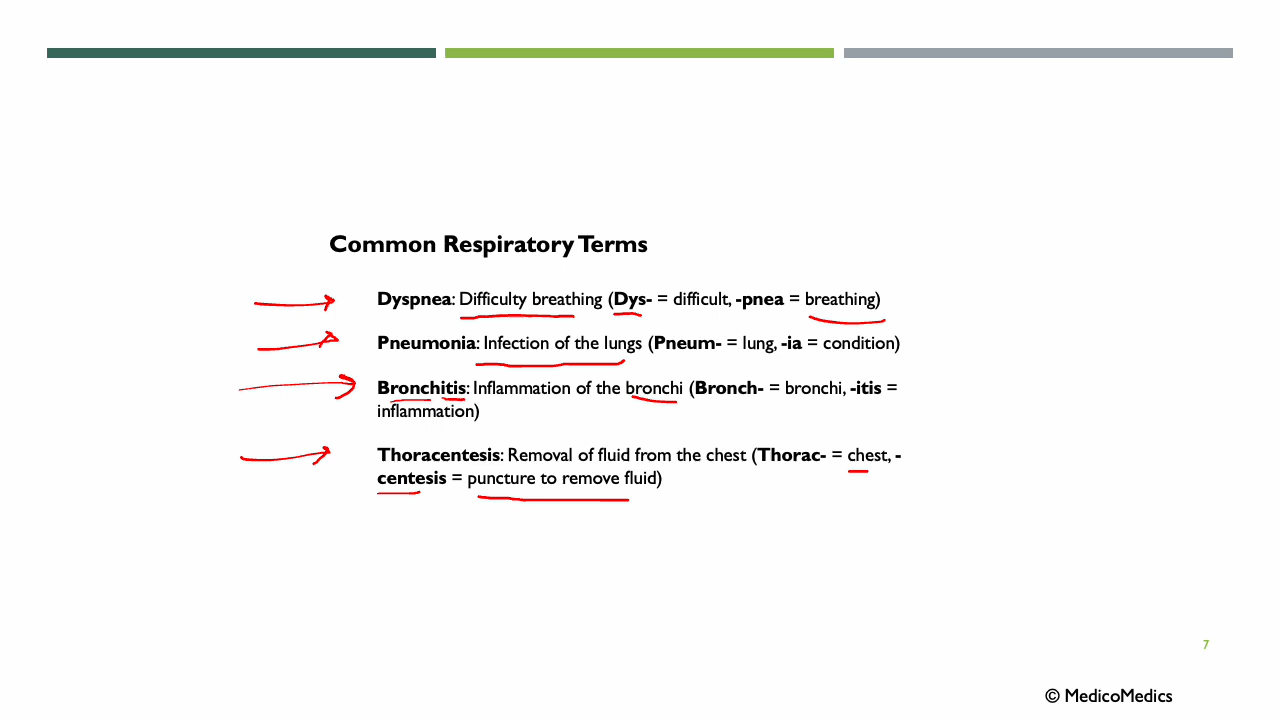 Common Respiratory Terms
Dyspnea: Difficulty breathing (Dys- = difficult, -pnea = breathing)
Pneumonia: Infection of the lungs (Pneum- = lung, -ia = condition)
Bronchitis: Inflammation of the bronchi (Bronch- = bronchi, -itis =
inflammation)
Thoracentesis: Removal of fluid from the chest (Thorac- = chest, -
centesis = puncture to remove fluid)
7
© MedicoMedics